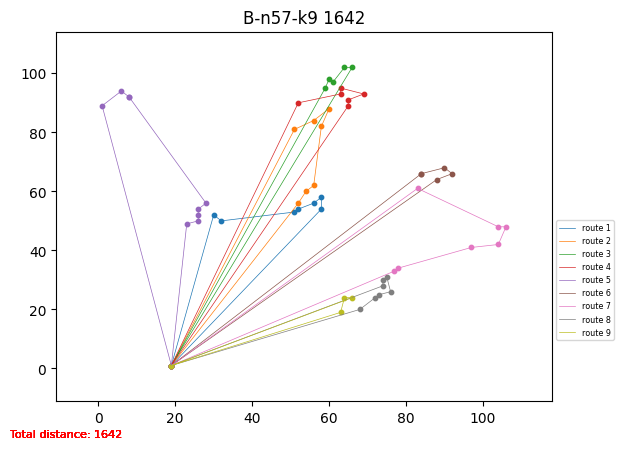 B-n57-k9 1642
100
80
60
40
20
0
0 20 40 60 80 100
route 1
route 2
route 3
route 4
route 5
route 6
route 7
route 8
route 9
Total distance: 1642